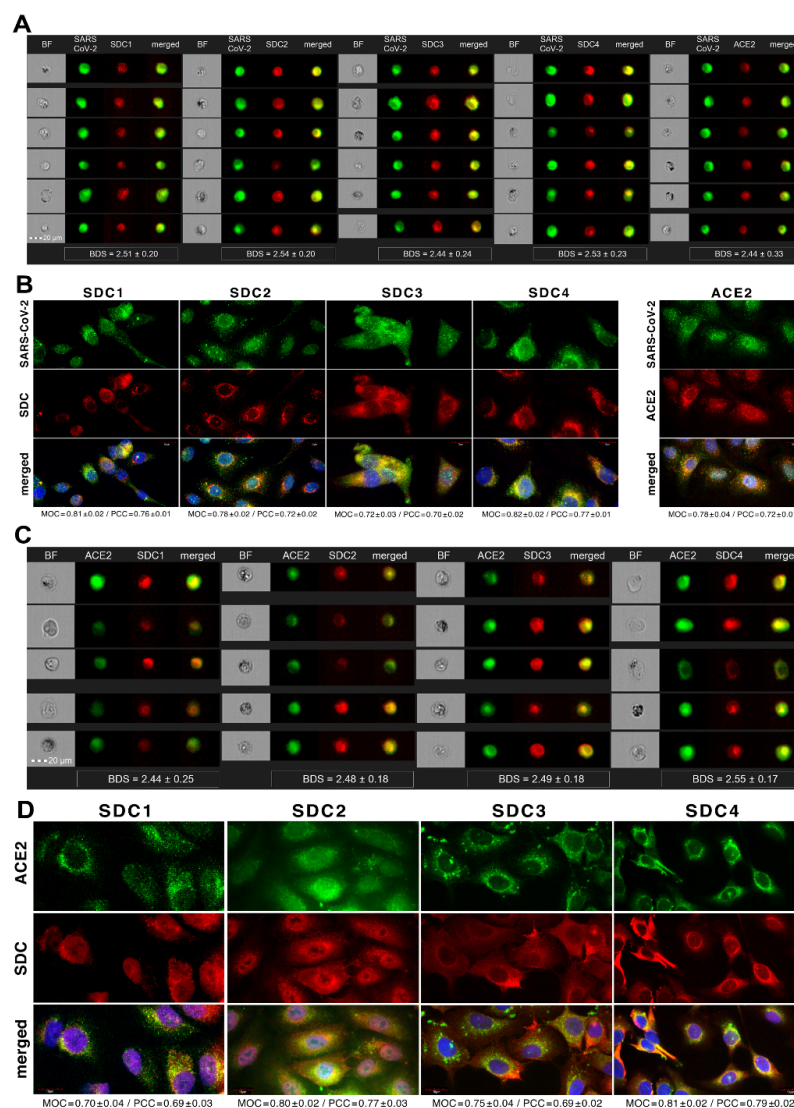 A
BF SARS CoV-2 SDC1 merged BF SARS CoV-2 SDC2 merged BF SARS CoV-2 SDC3 merged BF SARS CoV-2 SDC4 merged BF SARS CoV-2 ACE2 merged
20 µm
BDS = 2.51 ± 0.20 BDS = 2.54 ± 0.20 BDS = 2.44 ± 0.24 BDS = 2.53 ± 0.23 BDS = 2.44 ± 0.33
B
SDC1 SDC2 SDC3 SDC4 ACE2
SARS-CoV-2 SARS-CoV-2
SDC ACE2
merged merged
MOC=0.81±0.02 / PCC=0.76±0.01 MOC=0.78±0.02 / PCC=0.72±0.02 MOC=0.72±0.03 / PCC=0.70±0.02 MOC=0.82±0.02 / PCC=0.77±0.01 MOC=0.78±0.04 / PCC=0.72±0.0
C
BF ACE2 SDC1 merged BF ACE2 SDC2 merged BF ACE2 SDC3 merged BF ACE2 SDC4 merged
20 µm
BDS = 2.44 ± 0.25 BDS = 2.48 ± 0.18 BDS = 2.49 ± 0.18 BDS = 2.55 ± 0.17
D
SDC1 SDC2 SDC3 SDC4
ACE2
SDC
merged
MOC=0.70±0.04 / PCC=0.69±0.03 MOC=0.80±0.02 / PCC=0.77±0.03 MOC=0.75±0.04 / PCC=0.69±0.02 MOC=0.81±0.02 / PCC=0.79±0.02